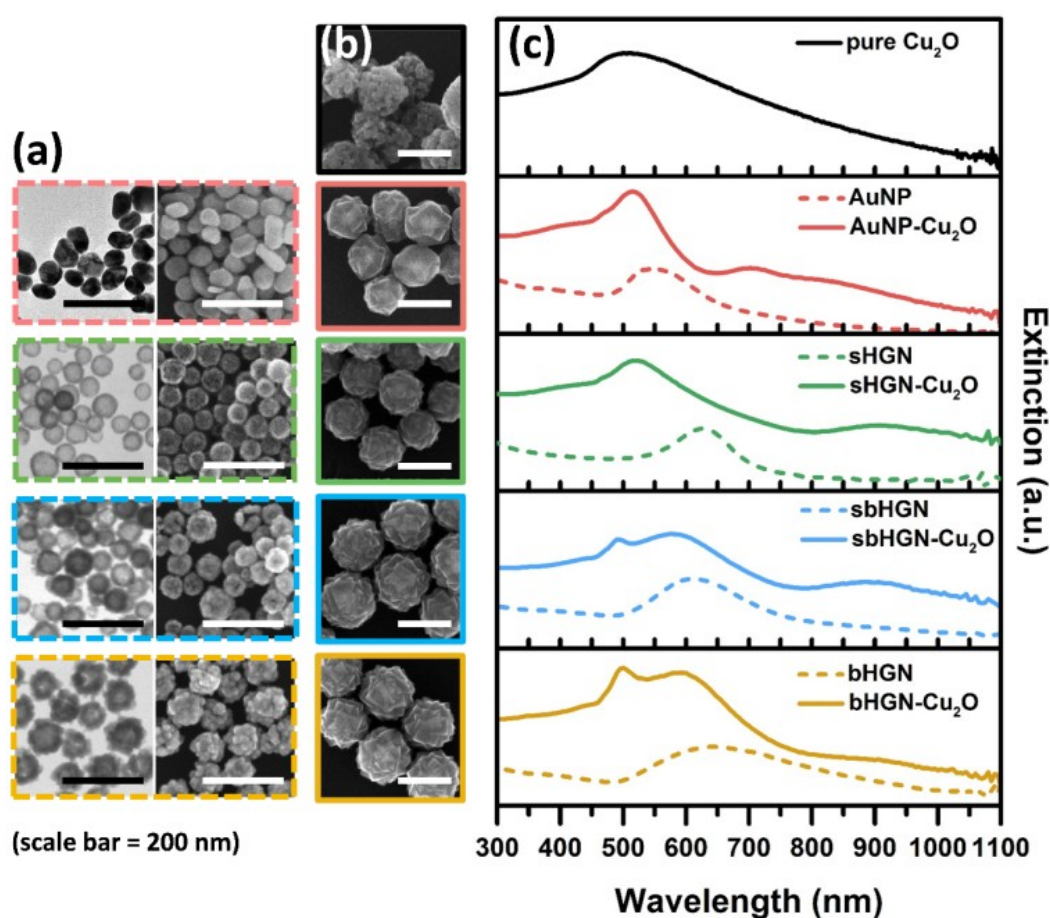 (a)
(b)
(c)
pure Cu₂O
AuNP
AuNP-Cu₂O
sHGN
sHGN-Cu₂O
sbHGN
sbHGN-Cu₂O
bHGN
bHGN-Cu₂O
Extinction (a.u.)
300 400 500 600 700 800 900 1000 1100
Wavelength (nm)
(scale bar = 200 nm)